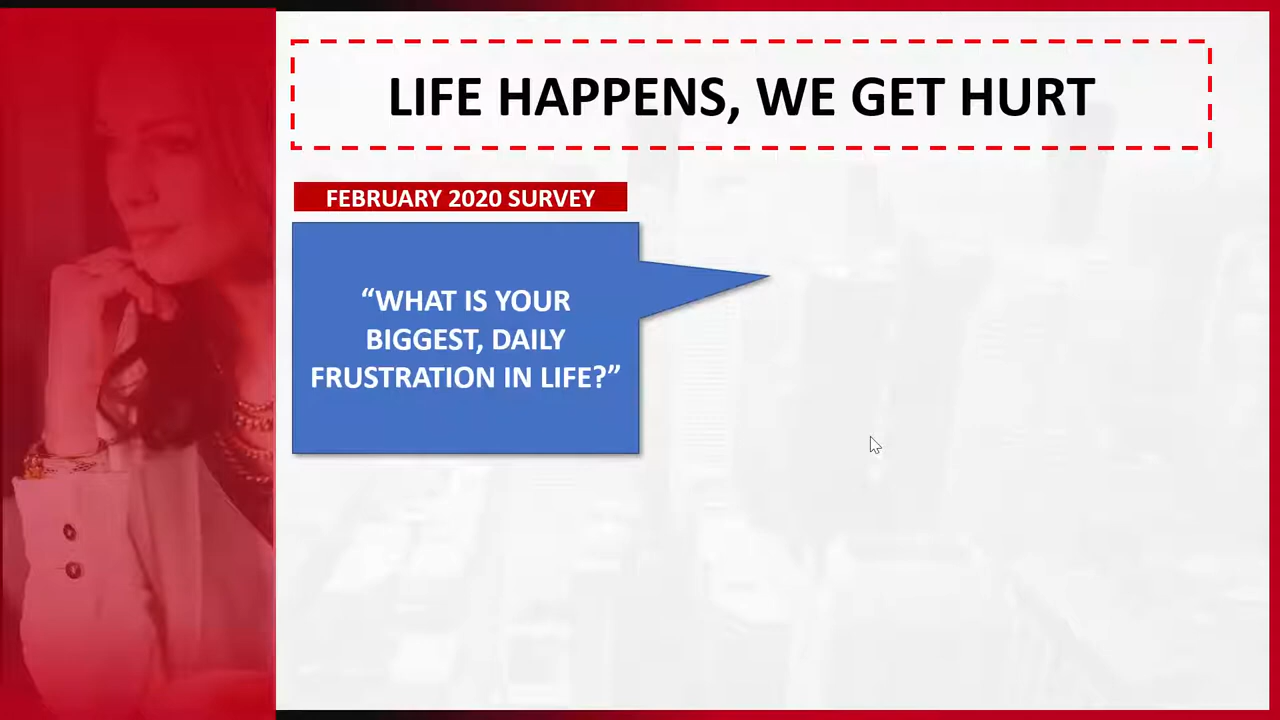 LIFE HAPPENS, WE GET HURT
FEBRUARY 2020 SURVEY
“WHAT IS YOUR
BIGGEST, DAILY
FRUSTRATION IN LIFE?”